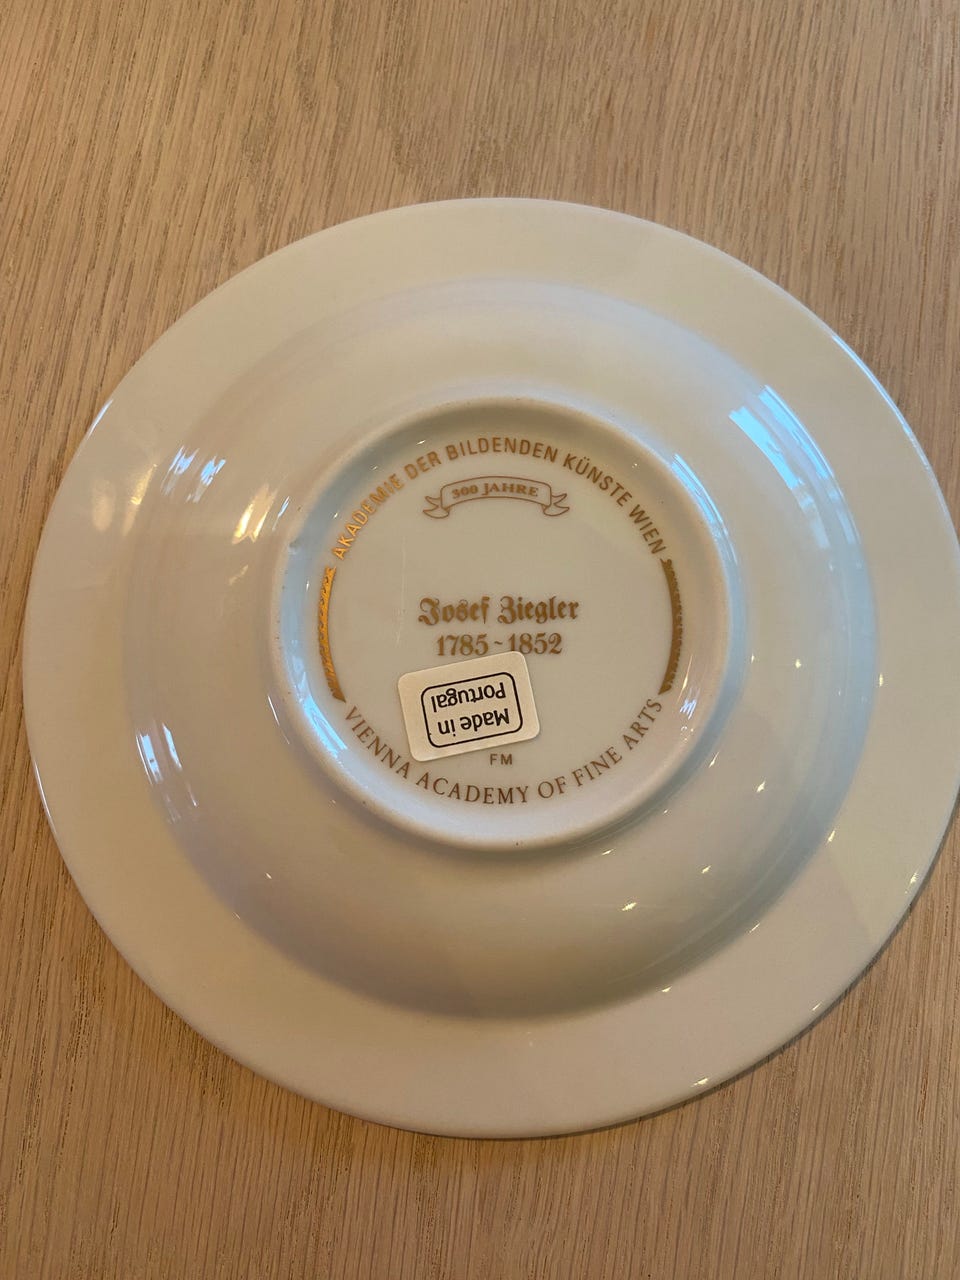 AKADEMIE DER BILDENDEN KÜNSTE WIEN
300 JAHRE
Josef Ziegler
1785~1852
Made in
Portugal
FM
VIENNA ACADEMY OF FINE ARTS